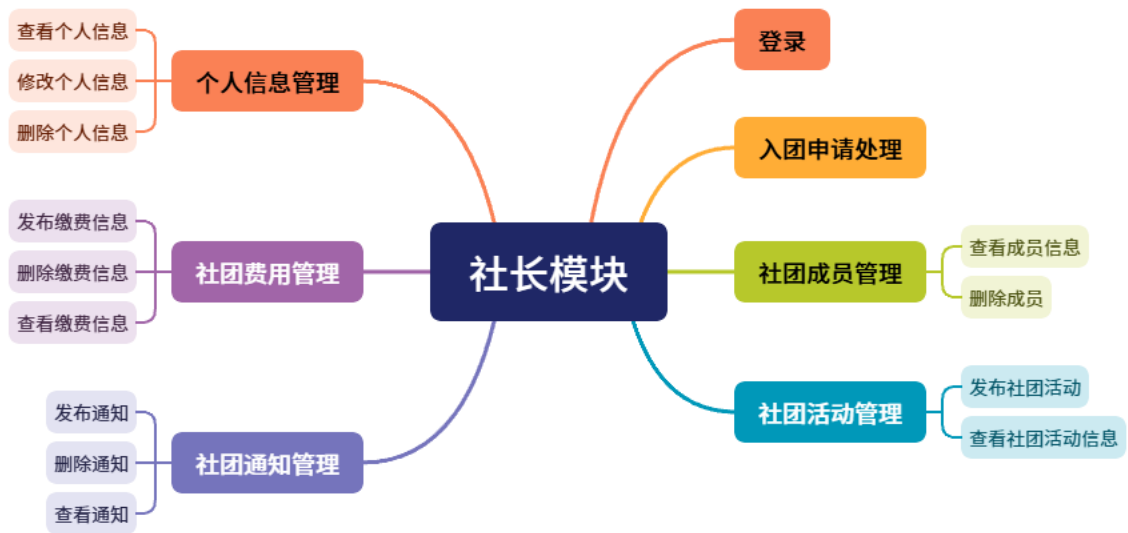 社长模块
登录
入团申请处理
社团成员管理
查看成员信息
删除成员
社团活动管理
发布社团活动
查看社团活动信息
个人信息管理
查看个人信息
修改个人信息
删除个人信息
社团费用管理
发布缴费信息
删除缴费信息
查看缴费信息
社团通知管理
发布通知
删除通知
查看通知